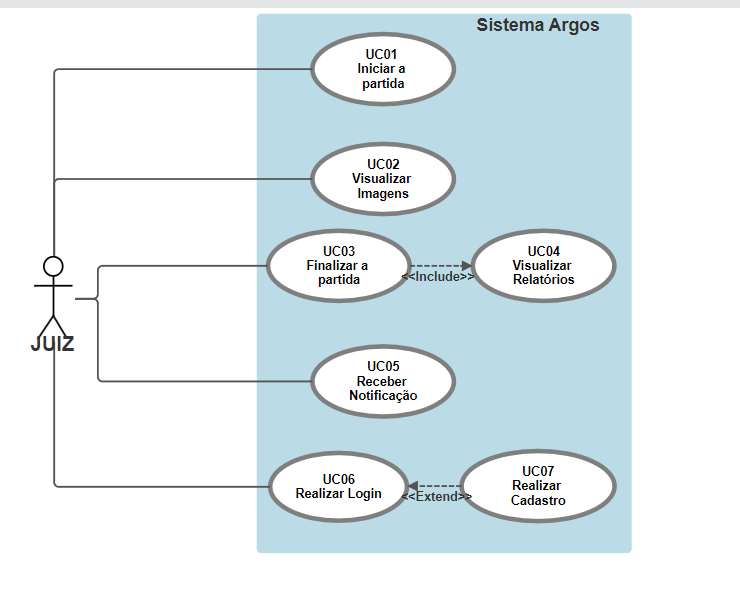 Sistema Argos
UC01
Iniciar a
partida
UC02
Visualizar
Imagens
UC03
Finalizar a
partida
<<Include>>
UC04
Visualizar
Relatórios
JUIZ
UC05
Receber
Notificação
UC06
Realizar Login
<<Extend>>
UC07
Realizar
Cadastro